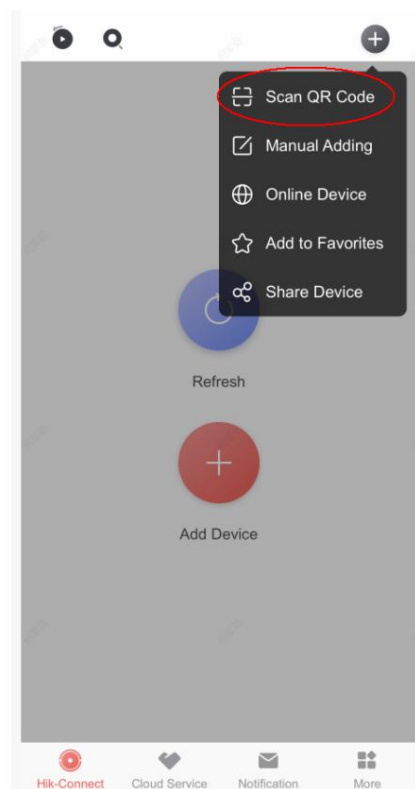 Scan QR Code
Manual Adding
Online Device
Add to Favorites
Share Device
Refresh
Add Device
Hik-Connect
Cloud Service
Notification
More